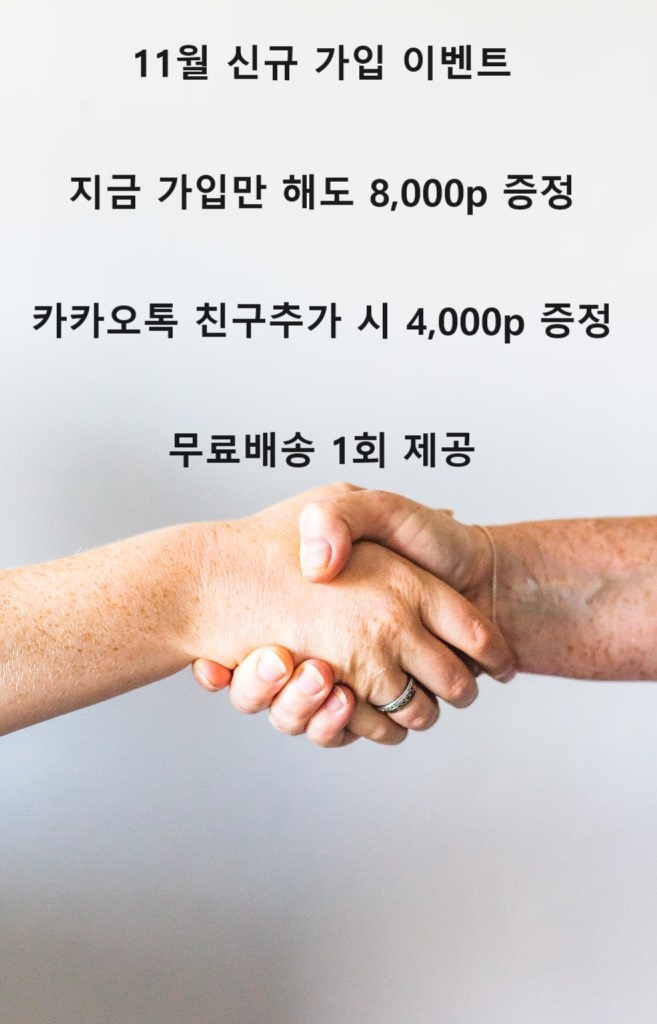 11월 신규 가입 이벤트
지금 가입만 해도 8,000p 증정
카카오톡 친구추가 시 4,000p 증정
무료배송 1회 제공